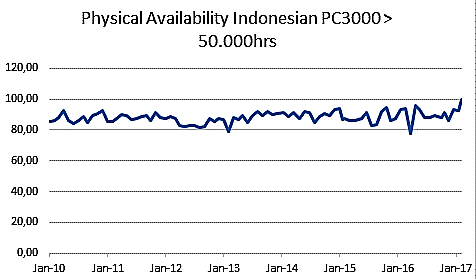 Physical Availability Indonesian PC3000 >
50.000hrs
120,00
100,00
80,00
60,00
40,00
20,00
0,00
Jan-10 Jan-11 Jan-12 Jan-13 Jan-14 Jan-15 Jan-16 Jan-17